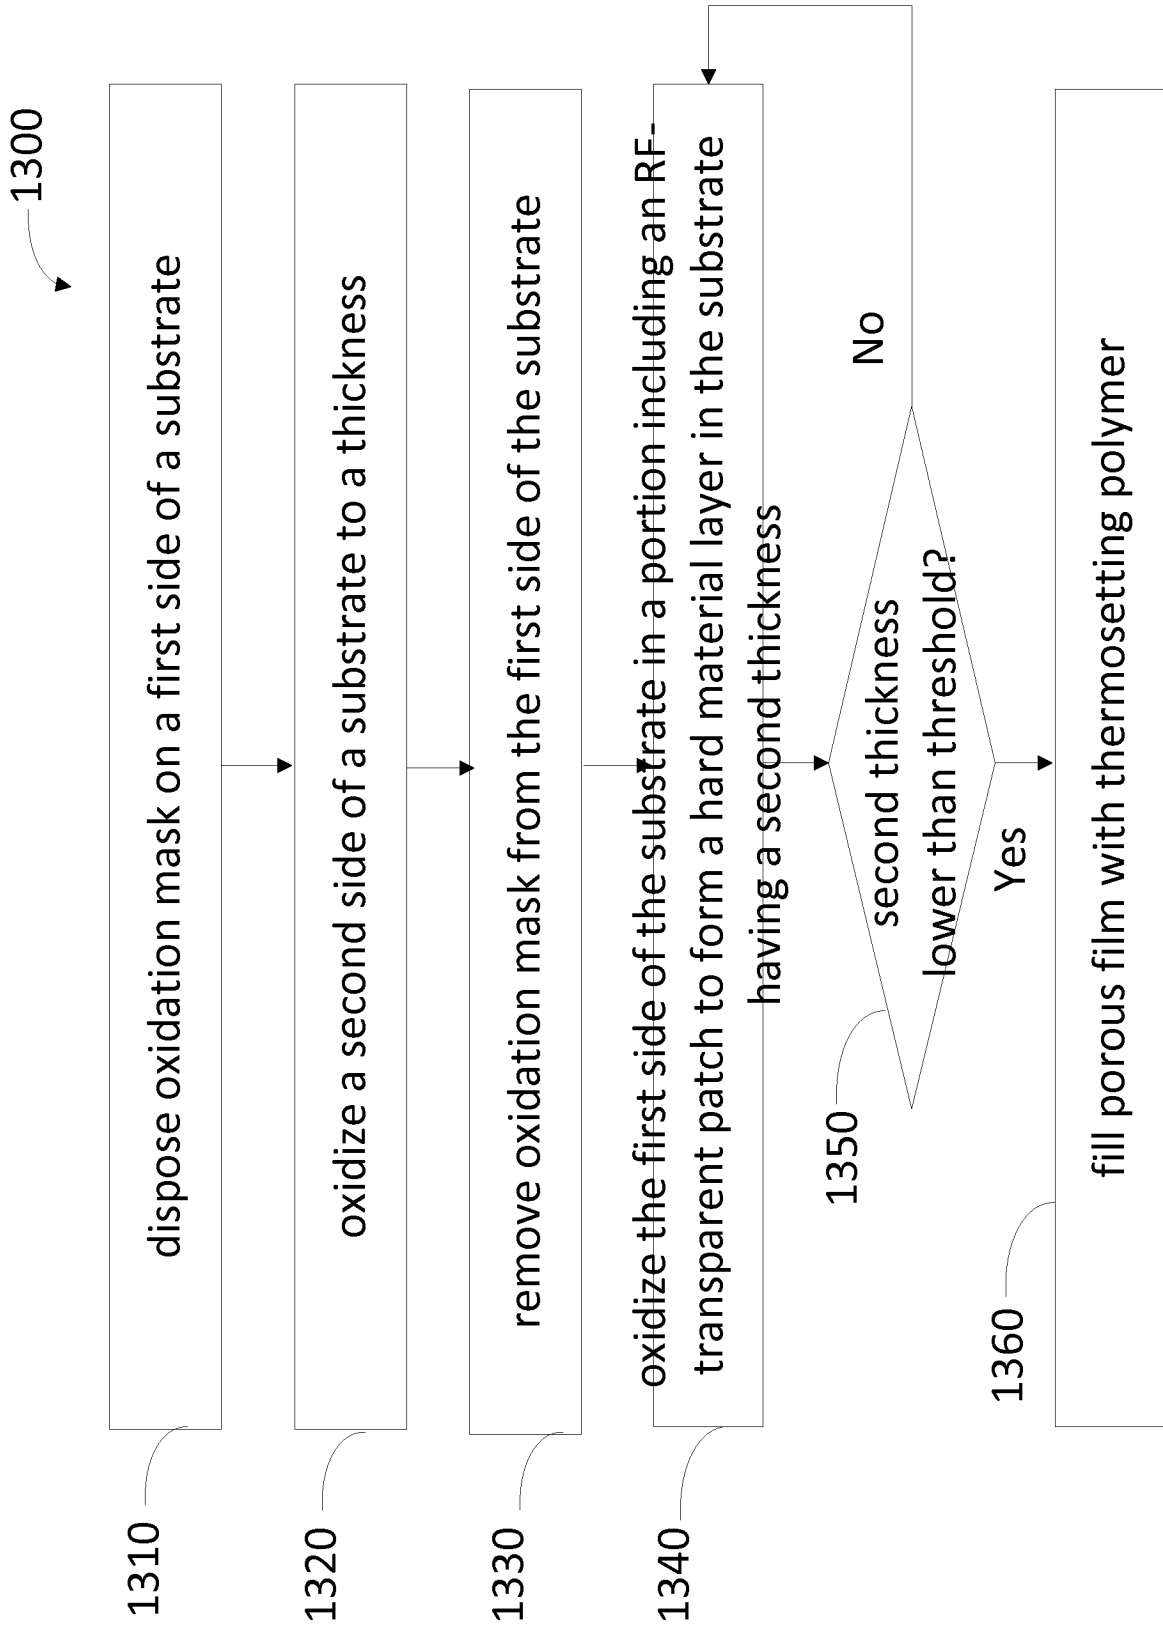 1300
1310
dispose oxidation mask on a first side of a substrate
1320
oxidize a second side of a substrate to a thickness
1330
remove oxidation mask from the first side of the substrate
1340
oxidize the first side of the substrate in a portion including an RF-
transparent patch to form a hard material layer in the substrate
having a second thickness
1350
second thickness
lower than threshold?
No
Yes
1360
fill porous film with thermosetting polymer